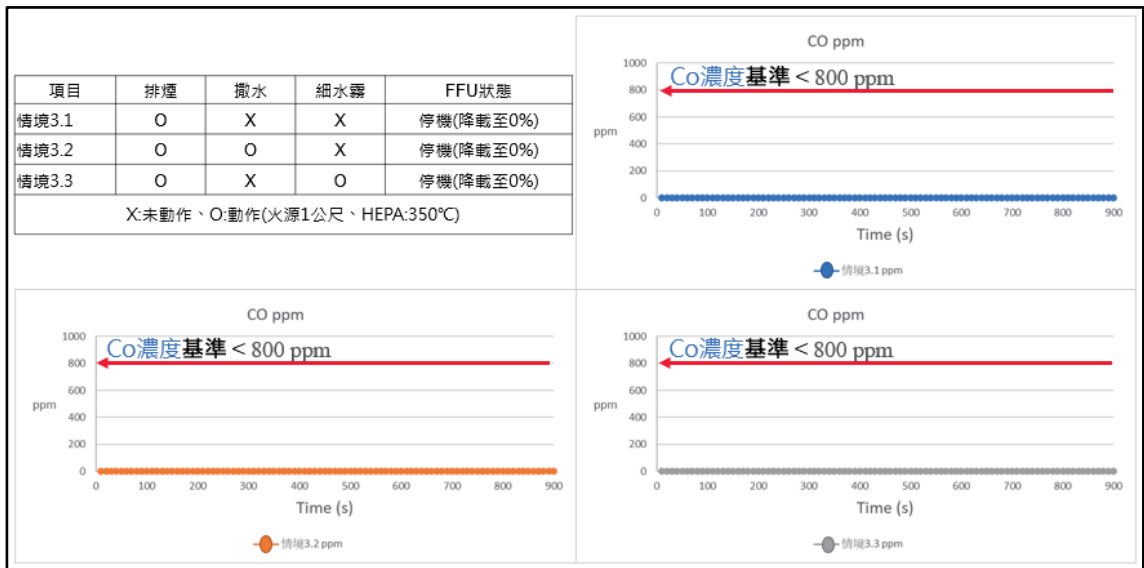 項目 排煙 撒水 細水霧 FFU狀態
情境3.1 O X X 停機(降載至0%)
情境3.2 O O X 停機(降載至0%)
情境3.3 O X O 停機(降載至0%)
X:未動作、O:動作(火源1公尺、HEPA:350℃)
CO ppm
Co濃度基準 < 800 ppm
1000
800
600
ppm
400
200
0
0 100 200 300 400 500 600 700 800 900
Time (s)
情境3.1 ppm
CO ppm
Co濃度基準 < 800 ppm
1000
800
600
ppm
400
200
0
0 100 200 300 400 500 600 700 800 900
Time (s)
情境3.2 ppm
CO ppm
Co濃度基準 < 800 ppm
1000
800
600
ppm
400
200
0
0 100 200 300 400 500 600 700 800 900
Time (s)
情境3.3 ppm